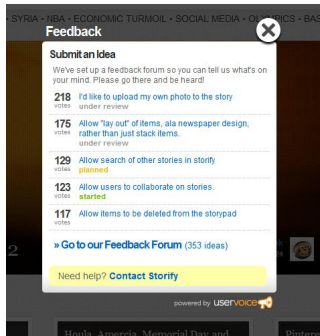 SYRIA • NBA • ECONOMIC TURMOIL • SOCIAL MEDIA • OLYMPICS • BAS
Feedback
Submit an Idea
We've set up a feedback forum so you can tell us what's on
your mind. Please go there and be heard!
218 I'd like to upload my own photo to the story
votes under review
175 Allow "lay out" of items, ala newspaper design,
votes rather than just stack items.
under review
129 Allow search of other stories in storify
votes planned
123 Allow users to collaborate on stories.
votes started
117 Allow items to be deleted from the storypad
votes
» Go to our Feedback Forum (353 ideas)
2
Need help? Contact Storify
powered by uservoice
Houla, Amercia, Memorial Day and
Pinteres